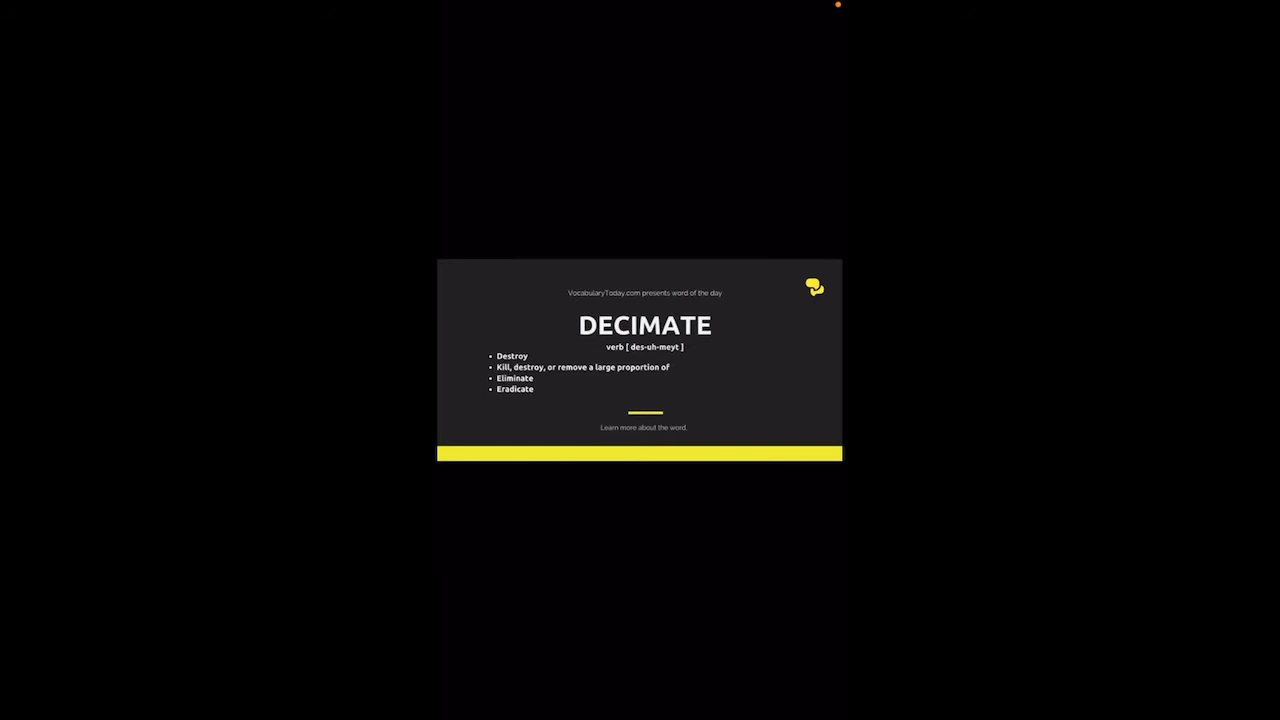 VocabularyToday.com presents word of the day
DECIMATE
verb [ des-uh-meyt ]
• Destroy
• Kill, destroy, or remove a large proportion of
• Eliminate
• Eradicate
Learn more about the word.